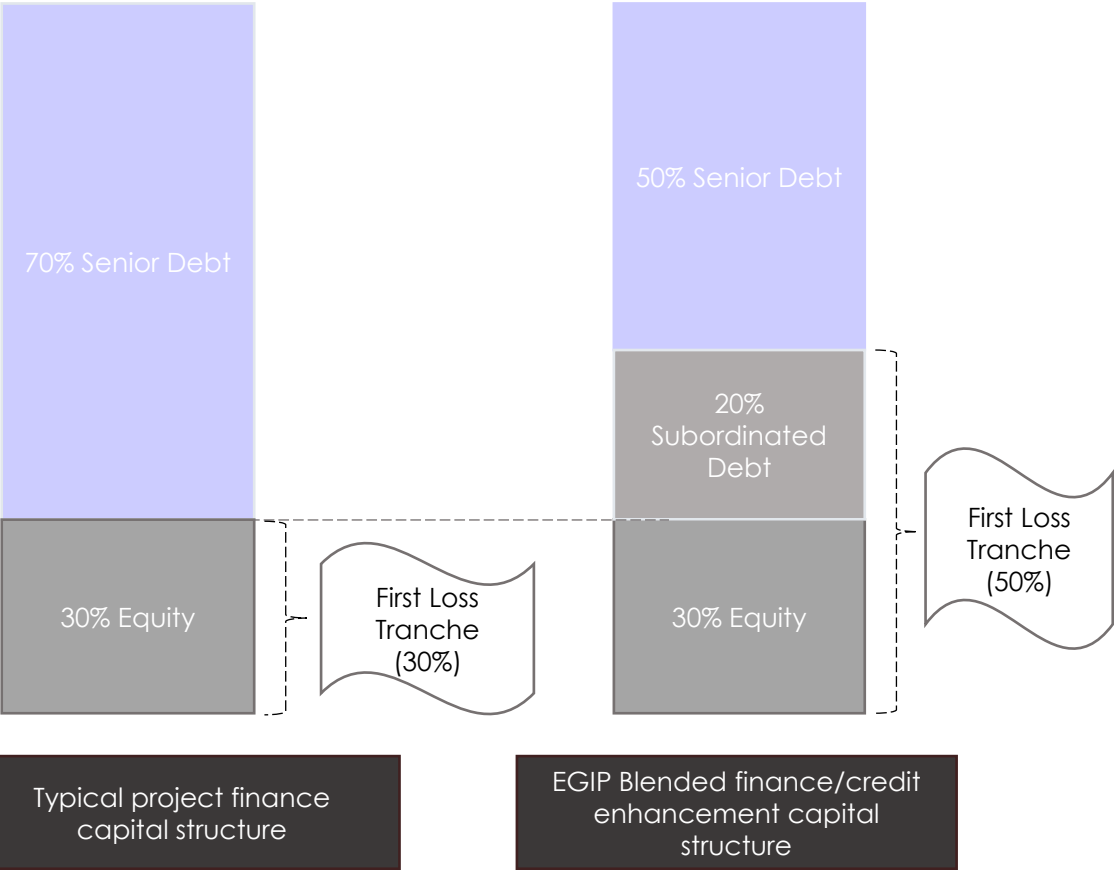 70% Senior Debt
30% Equity
First Loss
Tranche
(30%)
Typical project finance
capital structure
50% Senior Debt
20%
Subordinated
Debt
30% Equity
First Loss
Tranche
(50%)
EGIP Blended finance/credit
enhancement capital
structure